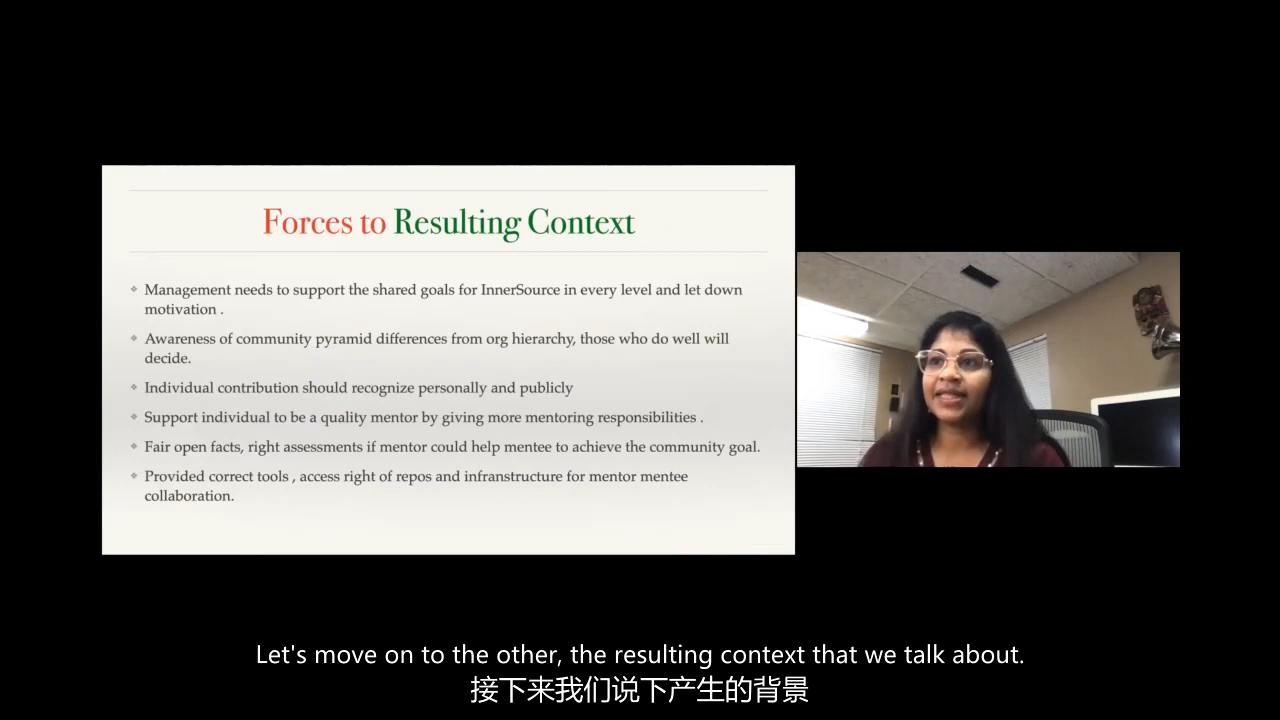 Forces to Resulting Context
Management needs to support the shared goals for InnerSource in every level and let down
motivation .
Awareness of community pyramid differences from org hierarchy, those who do well will
decide.
Individual contribution should recognize personally and publicly
Support individual to be a quality mentor by giving more mentoring responsibilities .
Fair open facts, right assessments if mentor could help mentee to achieve the community goal.
Provided correct tools , access right of repos and infranstructure for mentor mentee
collaboration.
Let's move on to the other, the resulting context that we talk about.
接下来我们说下产生的背景